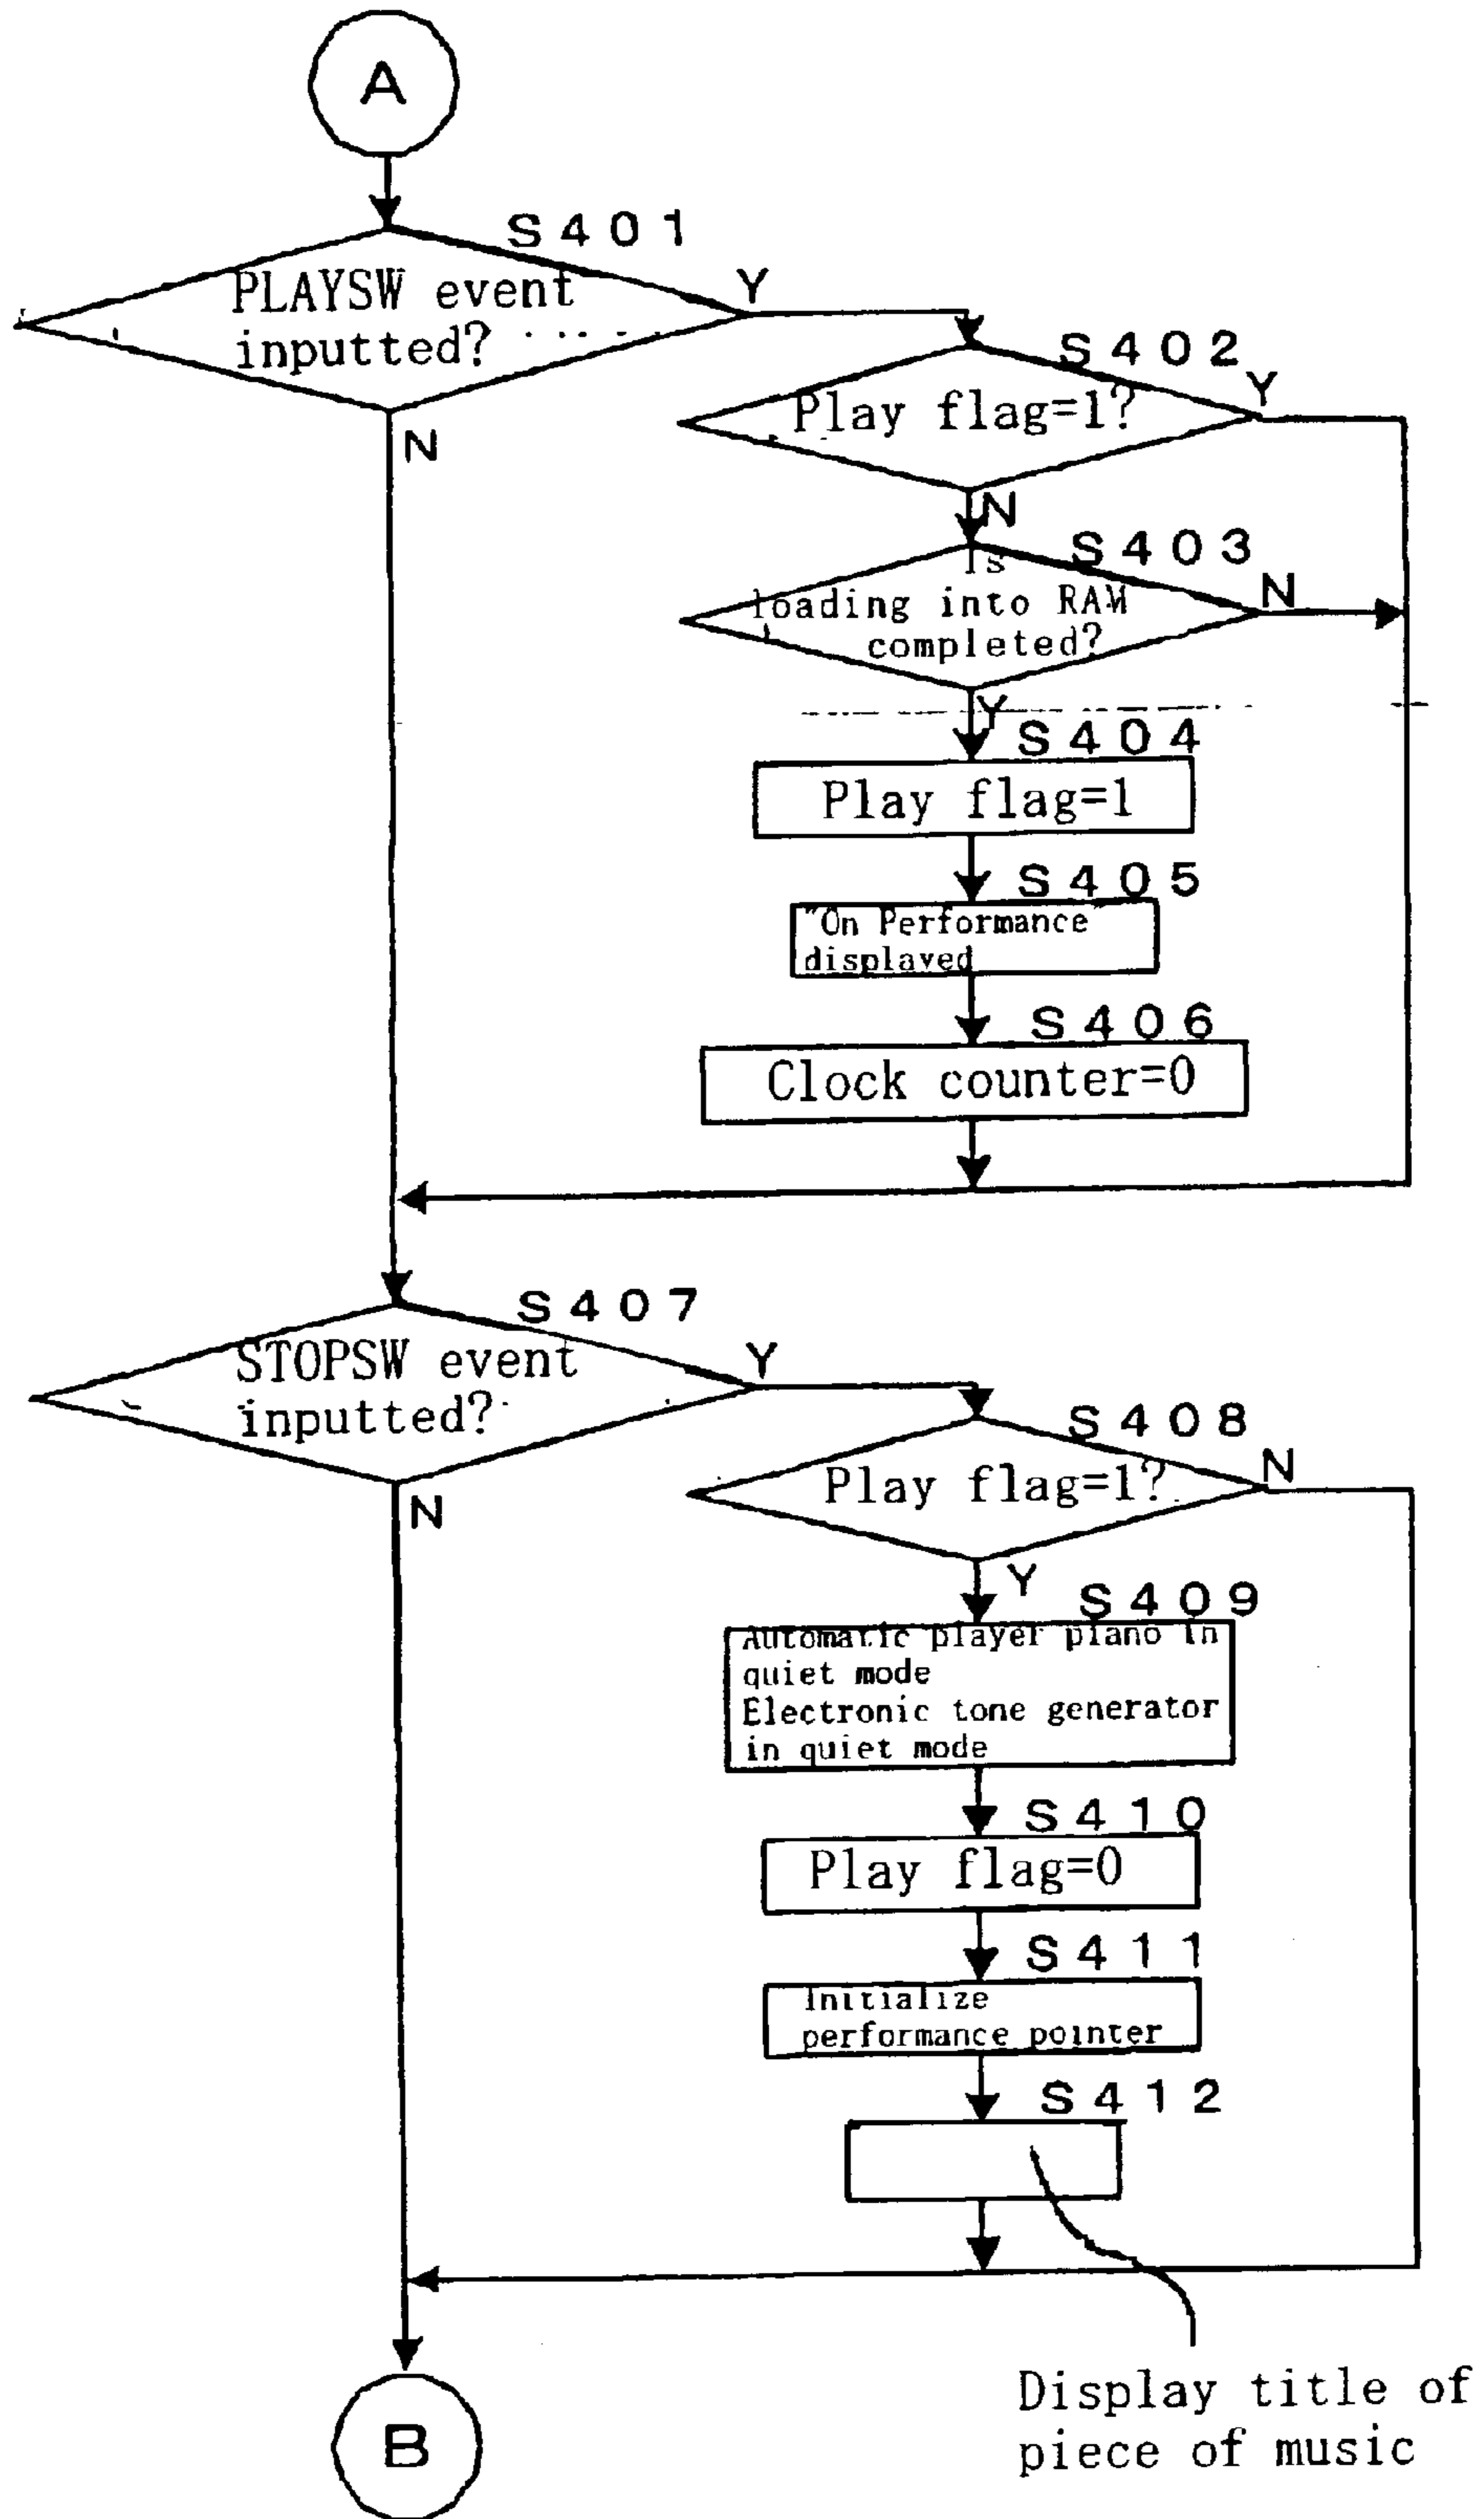 A
S401
PLAYSW event
inputted?
Y
N
S402
Play flag=1?
Y
N
S403
Is
loading into RAM
completed?
N
Y
S404
Play flag=1
S405
"On Performance
displayed
S406
Clock counter=0
S407
STOPSW event
inputted?
Y
N
S408
Play flag=1?
N
Y
S409
Automatic player piano in
quiet mode
Electronic tone generator
in quiet mode
S410
Play flag=0
S411
Initialize
performance pointer
S412
Display title of
piece of music
B